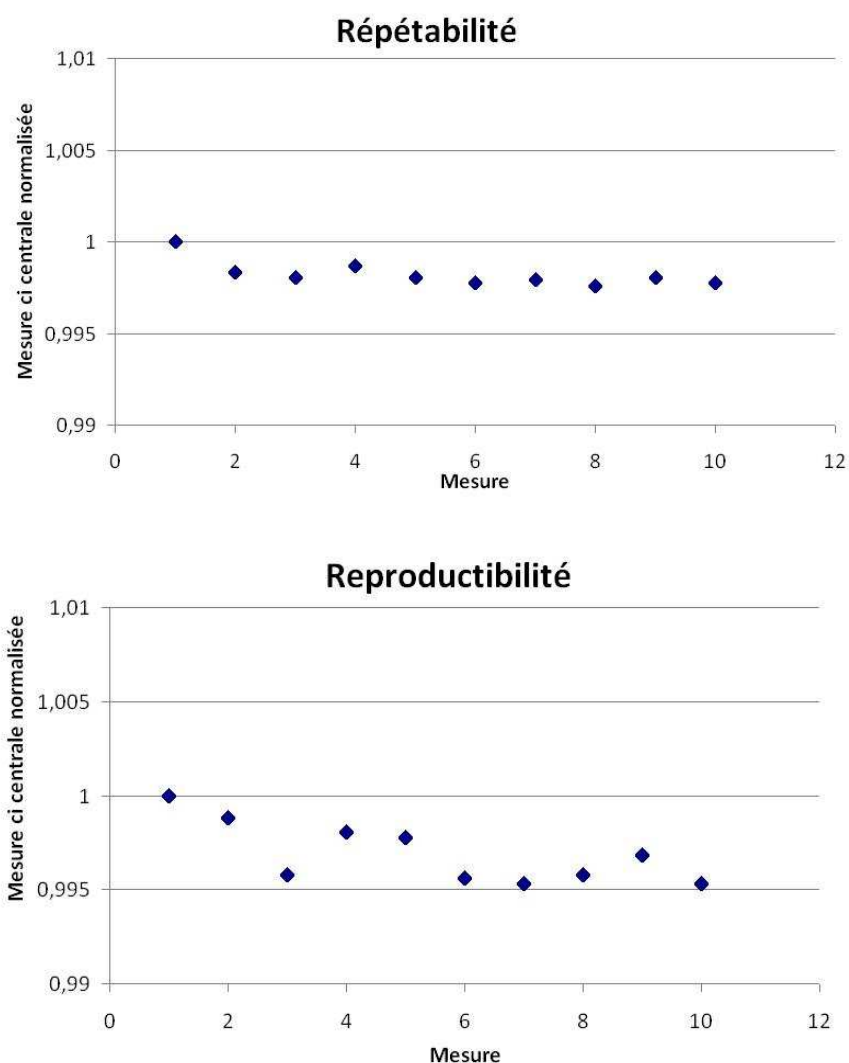 Répétabilité
Mesure ci centrale normalisée
1,01
1,005
1
0,995
0,99
0 2 4 6 8 10 12
Mesure
Reproductibilité
Mesure ci centrale normalisée
1,01
1,005
1
0,995
0,99
0 2 4 6 8 10 12
Mesure